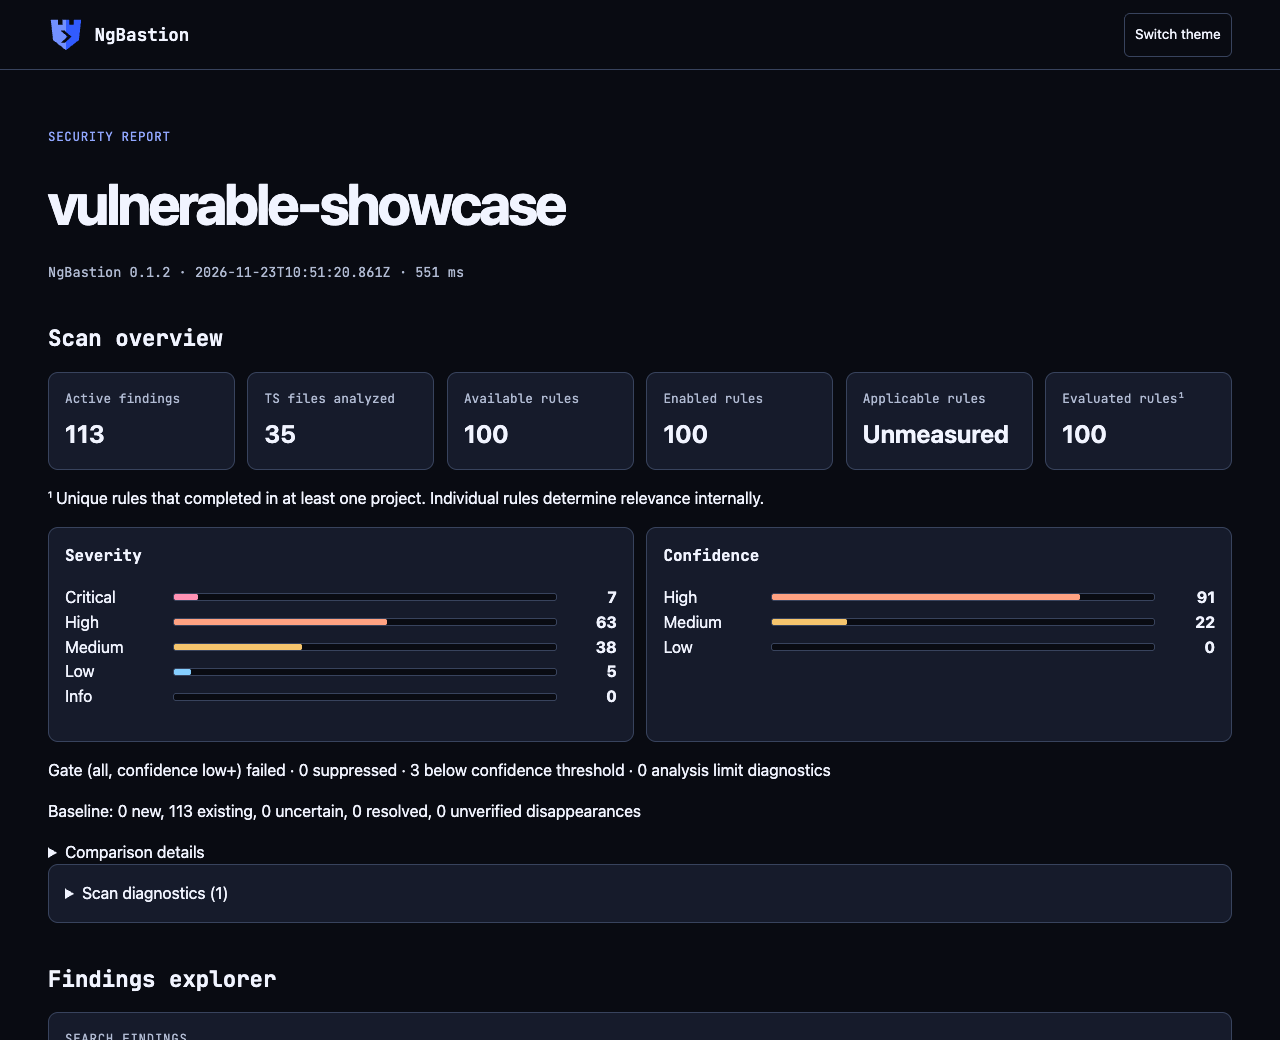 NgBastion
Switch theme
SECURITY REPORT
vulnerable-showcase
NgBastion 0.1.2 · 2026-11-23T10:51:20.861Z · 551 ms
Scan overview
Active findings
113
TS files analyzed
35
Available rules
100
Enabled rules
100
Applicable rules
Unmeasured
Evaluated rules¹
100
¹ Unique rules that completed in at least one project. Individual rules determine relevance internally.
Severity
Critical 7
High 63
Medium 38
Low 5
Info 0
Confidence
High 91
Medium 22
Low 0
Gate (all, confidence low+) failed · 0 suppressed · 3 below confidence threshold · 0 analysis limit diagnostics
Baseline: 0 new, 113 existing, 0 uncertain, 0 resolved, 0 unverified disappearances
Comparison details
Scan diagnostics (1)
Findings explorer
SEARCH FINDINGS